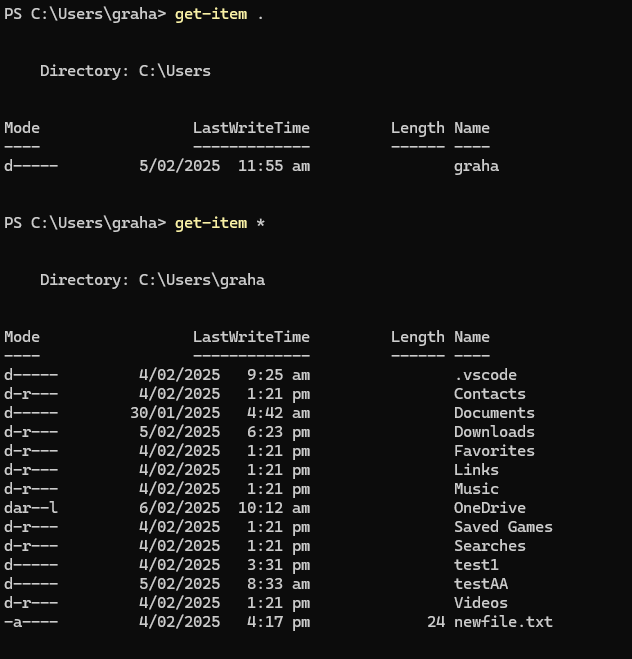 PS C:\Users\graha> get-item .
Directory: C:\Users
Mode LastWriteTime Length Name
---- ------------- ------ ----
d----- 5/02/2025 11:55 am graha
PS C:\Users\graha> get-item *
Directory: C:\Users\graha
Mode LastWriteTime Length Name
---- ------------- ------ ----
d----- 4/02/2025 9:25 am .vscode
d-r--- 4/02/2025 1:21 pm Contacts
d----- 30/01/2025 4:42 am Documents
d-r--- 5/02/2025 6:23 pm Downloads
d-r--- 4/02/2025 1:21 pm Favorites
d-r--- 4/02/2025 1:21 pm Links
d-r--- 4/02/2025 1:21 pm Music
dar--l 6/02/2025 10:12 am OneDrive
d-r--- 4/02/2025 1:21 pm Saved Games
d-r--- 4/02/2025 1:21 pm Searches
d----- 4/02/2025 3:31 pm test1
d----- 5/02/2025 8:33 am testAA
d-r--- 4/02/2025 1:21 pm Videos
-a---- 4/02/2025 4:17 pm 24 newfile.txt